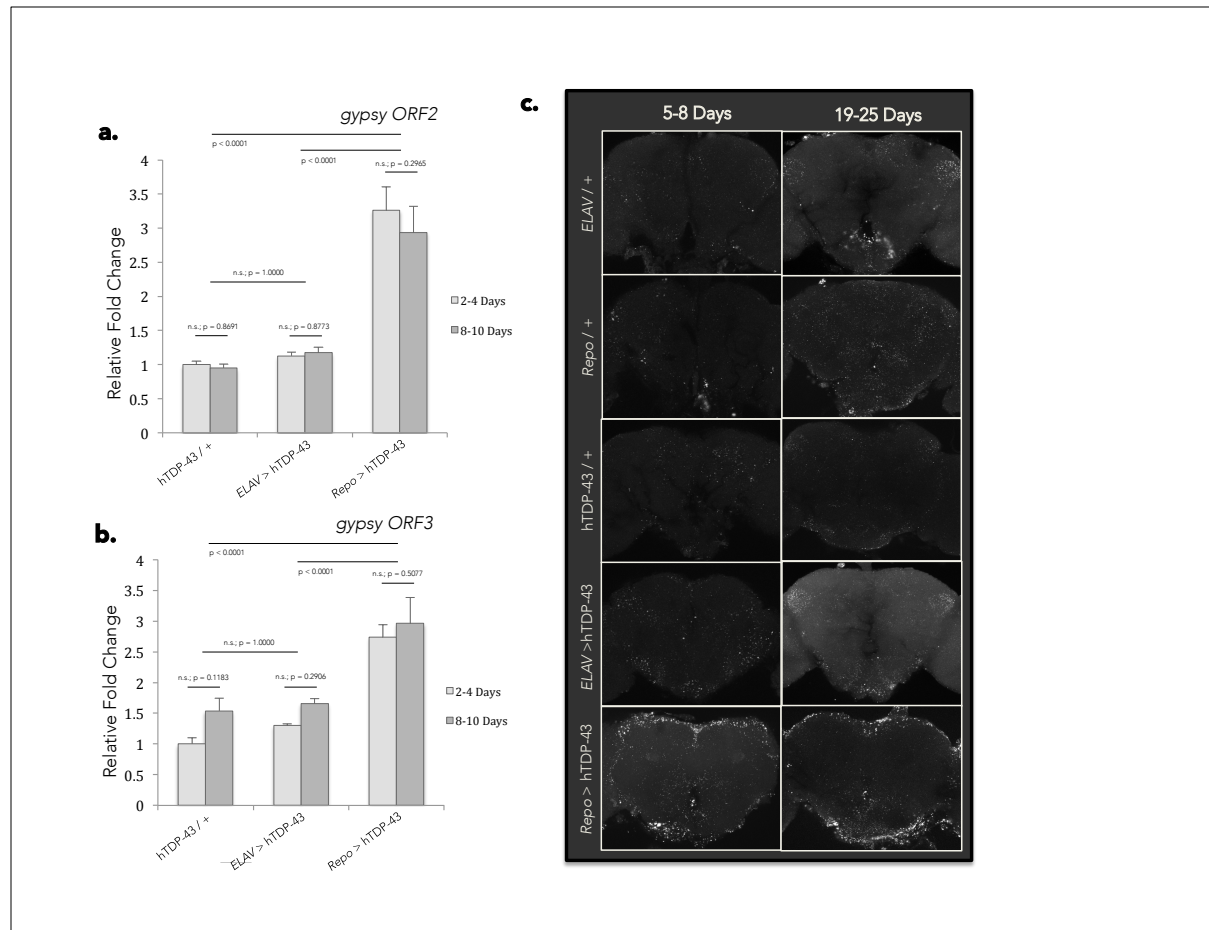 a.
gypsy ORF2
p < 0.0001
p < 0.0001
n.s.; p = 0.2965
n.s.; p = 1.0000
n.s.; p = 0.8691
n.s.; p = 0.8773
Relative Fold Change
4
3.5
3
2.5
2
1.5
1
0.5
0
2-4 Days
8-10 Days
hTDP-43 / +
ELAV > hTDP-43
Repo > hTDP-43
b.
gypsy ORF3
p < 0.0001
p < 0.0001
n.s.; p = 0.5077
n.s.; p = 1.0000
n.s.; p = 0.1183
n.s.; p = 0.2906
Relative Fold Change
4
3.5
3
2.5
2
1.5
1
0.5
0
2-4 Days
8-10 Days
hTDP-43 / +
ELAV > hTDP-43
Repo > hTDP-43
c.
5-8 Days
19-25 Days
ELAV / +
Repo / +
hTDP-43 / +
ELAV >hTDP-43
Repo > hTDP-43